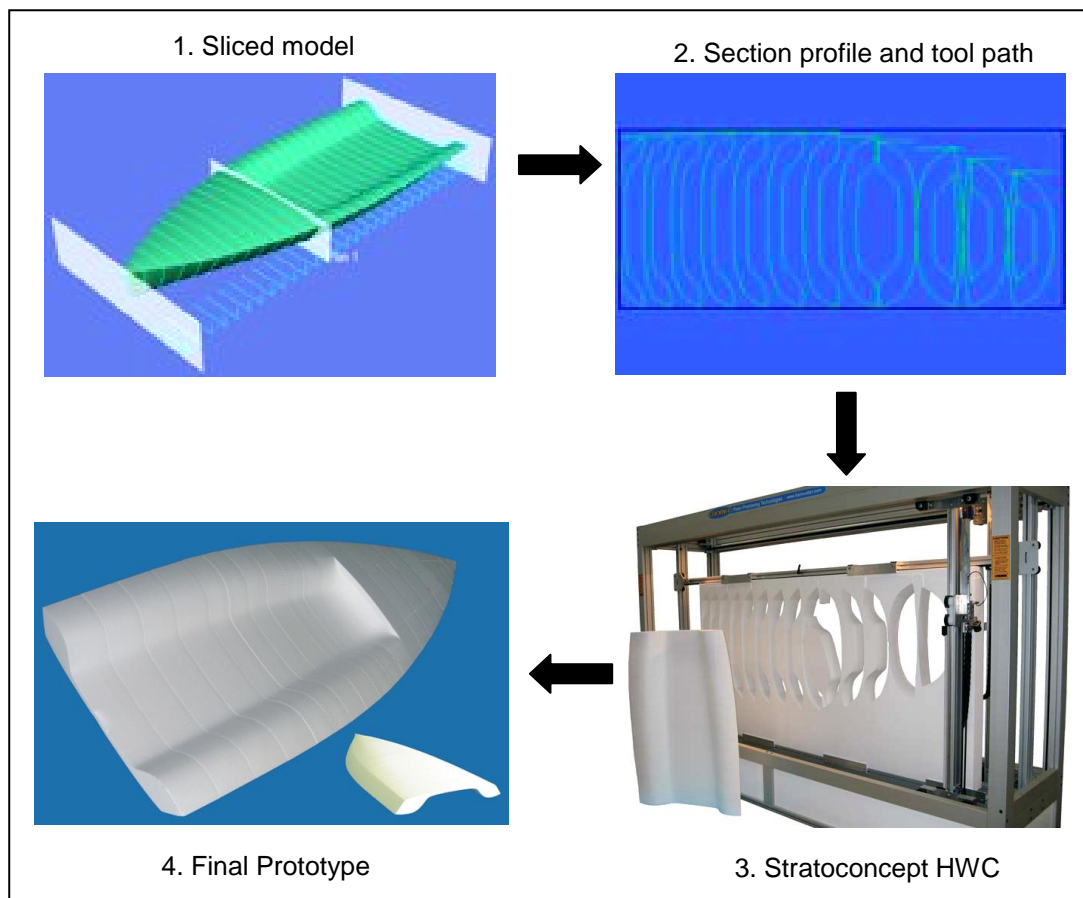 1. Sliced model
2. Section profile and tool path
4. Final Prototype
3. Stratoconcept HWC